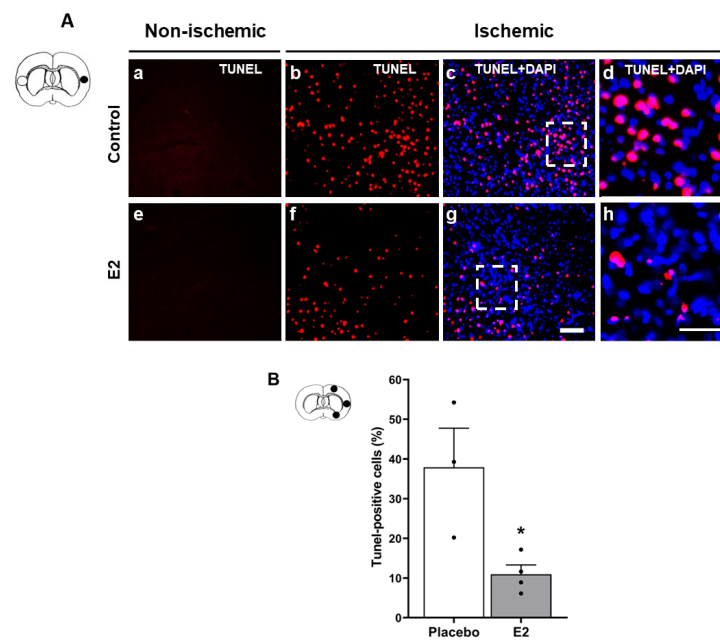 A
Non-ischemic
Ischemic
a
TUNEL
b
TUNEL
c
TUNEL+DAPI
d
TUNEL+DAPI
Control
e
f
g
h
E2
B
Tunel-positive cells (%)
60
50
40
30
20
10
0
*
Placebo
E2